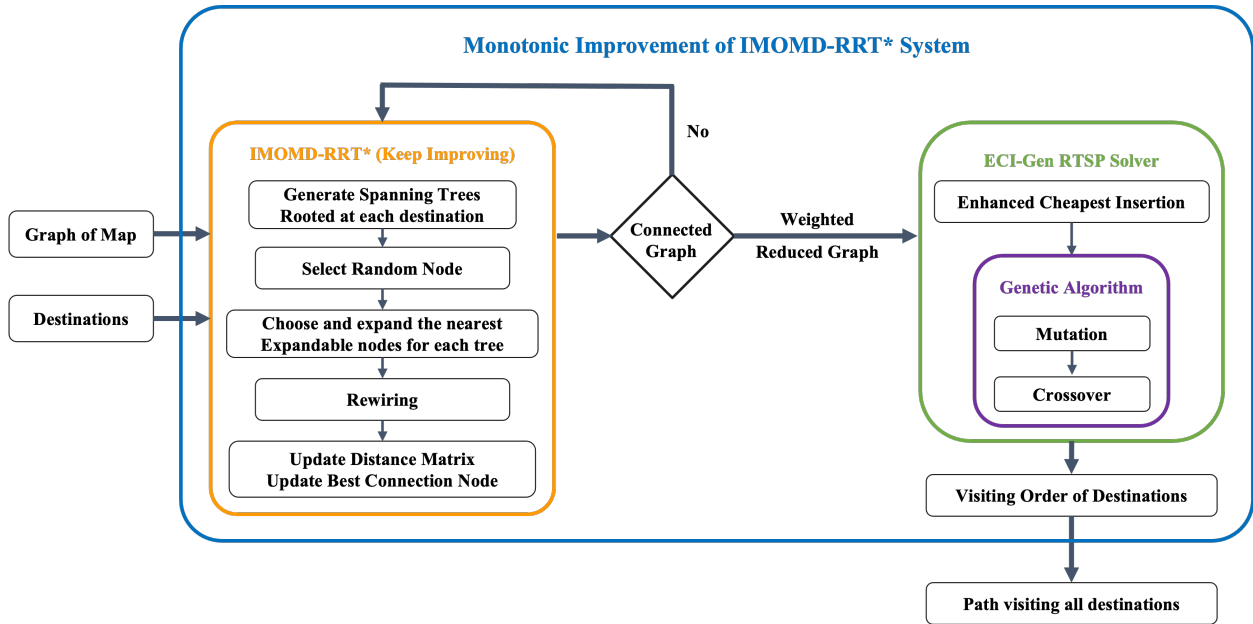 Monotonic Improvement of IMOMD-RRT* System
Graph of Map
Destinations
IMOMD-RRT* (Keep Improving)
Generate Spanning Trees
Rooted at each destination
Select Random Node
Choose and expand the nearest
Expandable nodes for each tree
Rewiring
Update Distance Matrix
Update Best Connection Node
No
Connected
Graph
Weighted
Reduced Graph
ECI-Gen RTSP Solver
Enhanced Cheapest Insertion
Genetic Algorithm
Mutation
Crossover
Visiting Order of Destinations
Path visiting all destinations